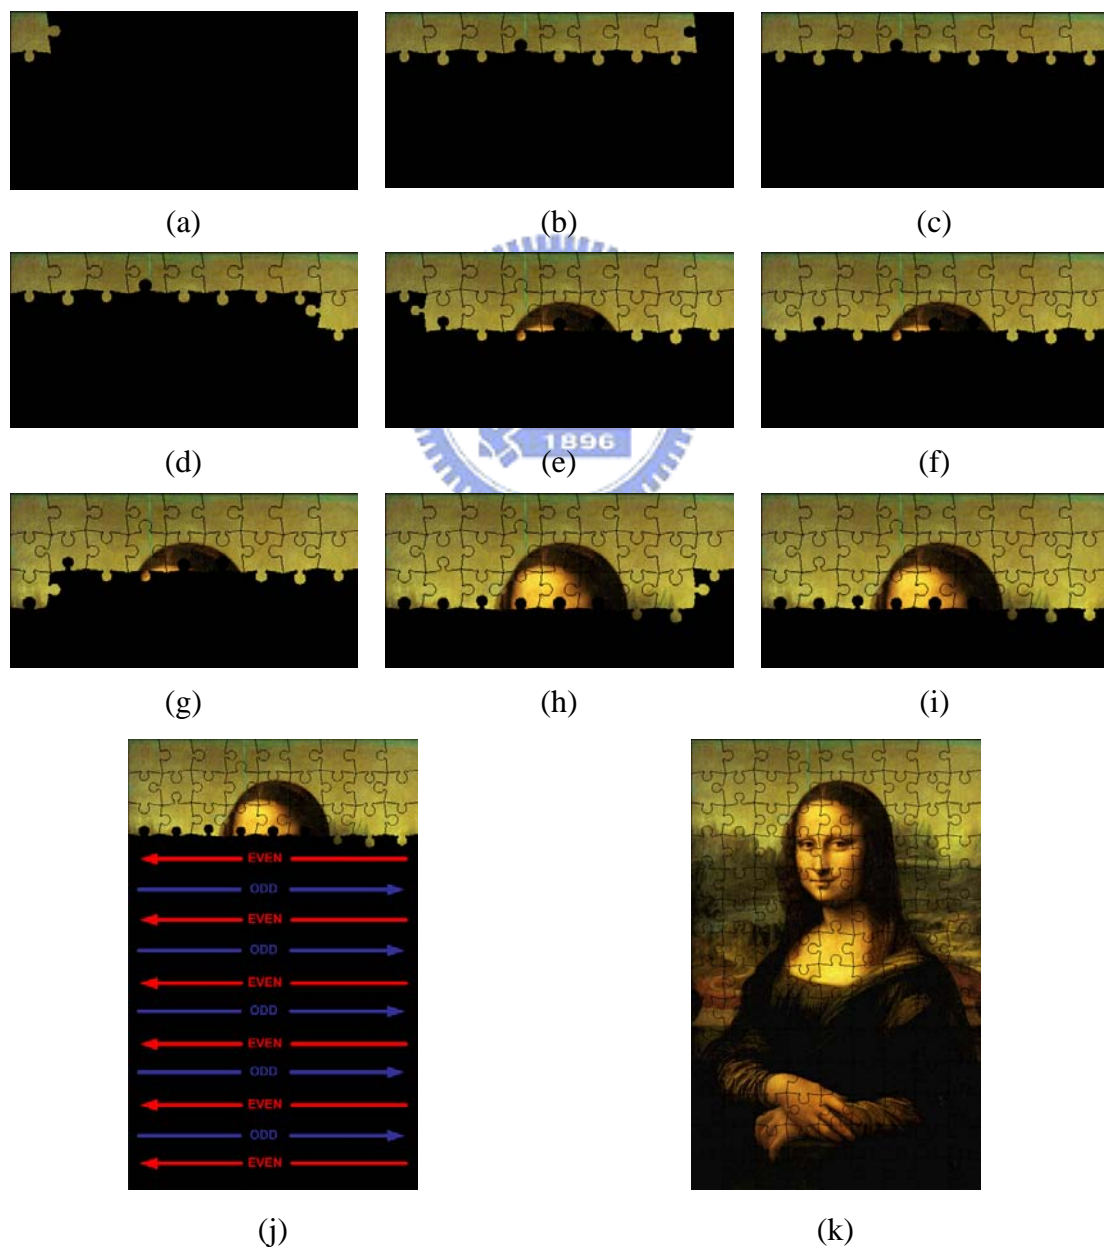 (a) (b) (c)
(d) (e) (f)
1896
(g) (h) (i)
EVEN
ODD
EVEN
ODD
EVEN
ODD
EVEN
ODD
EVEN
ODD
EVEN
(j) (k)